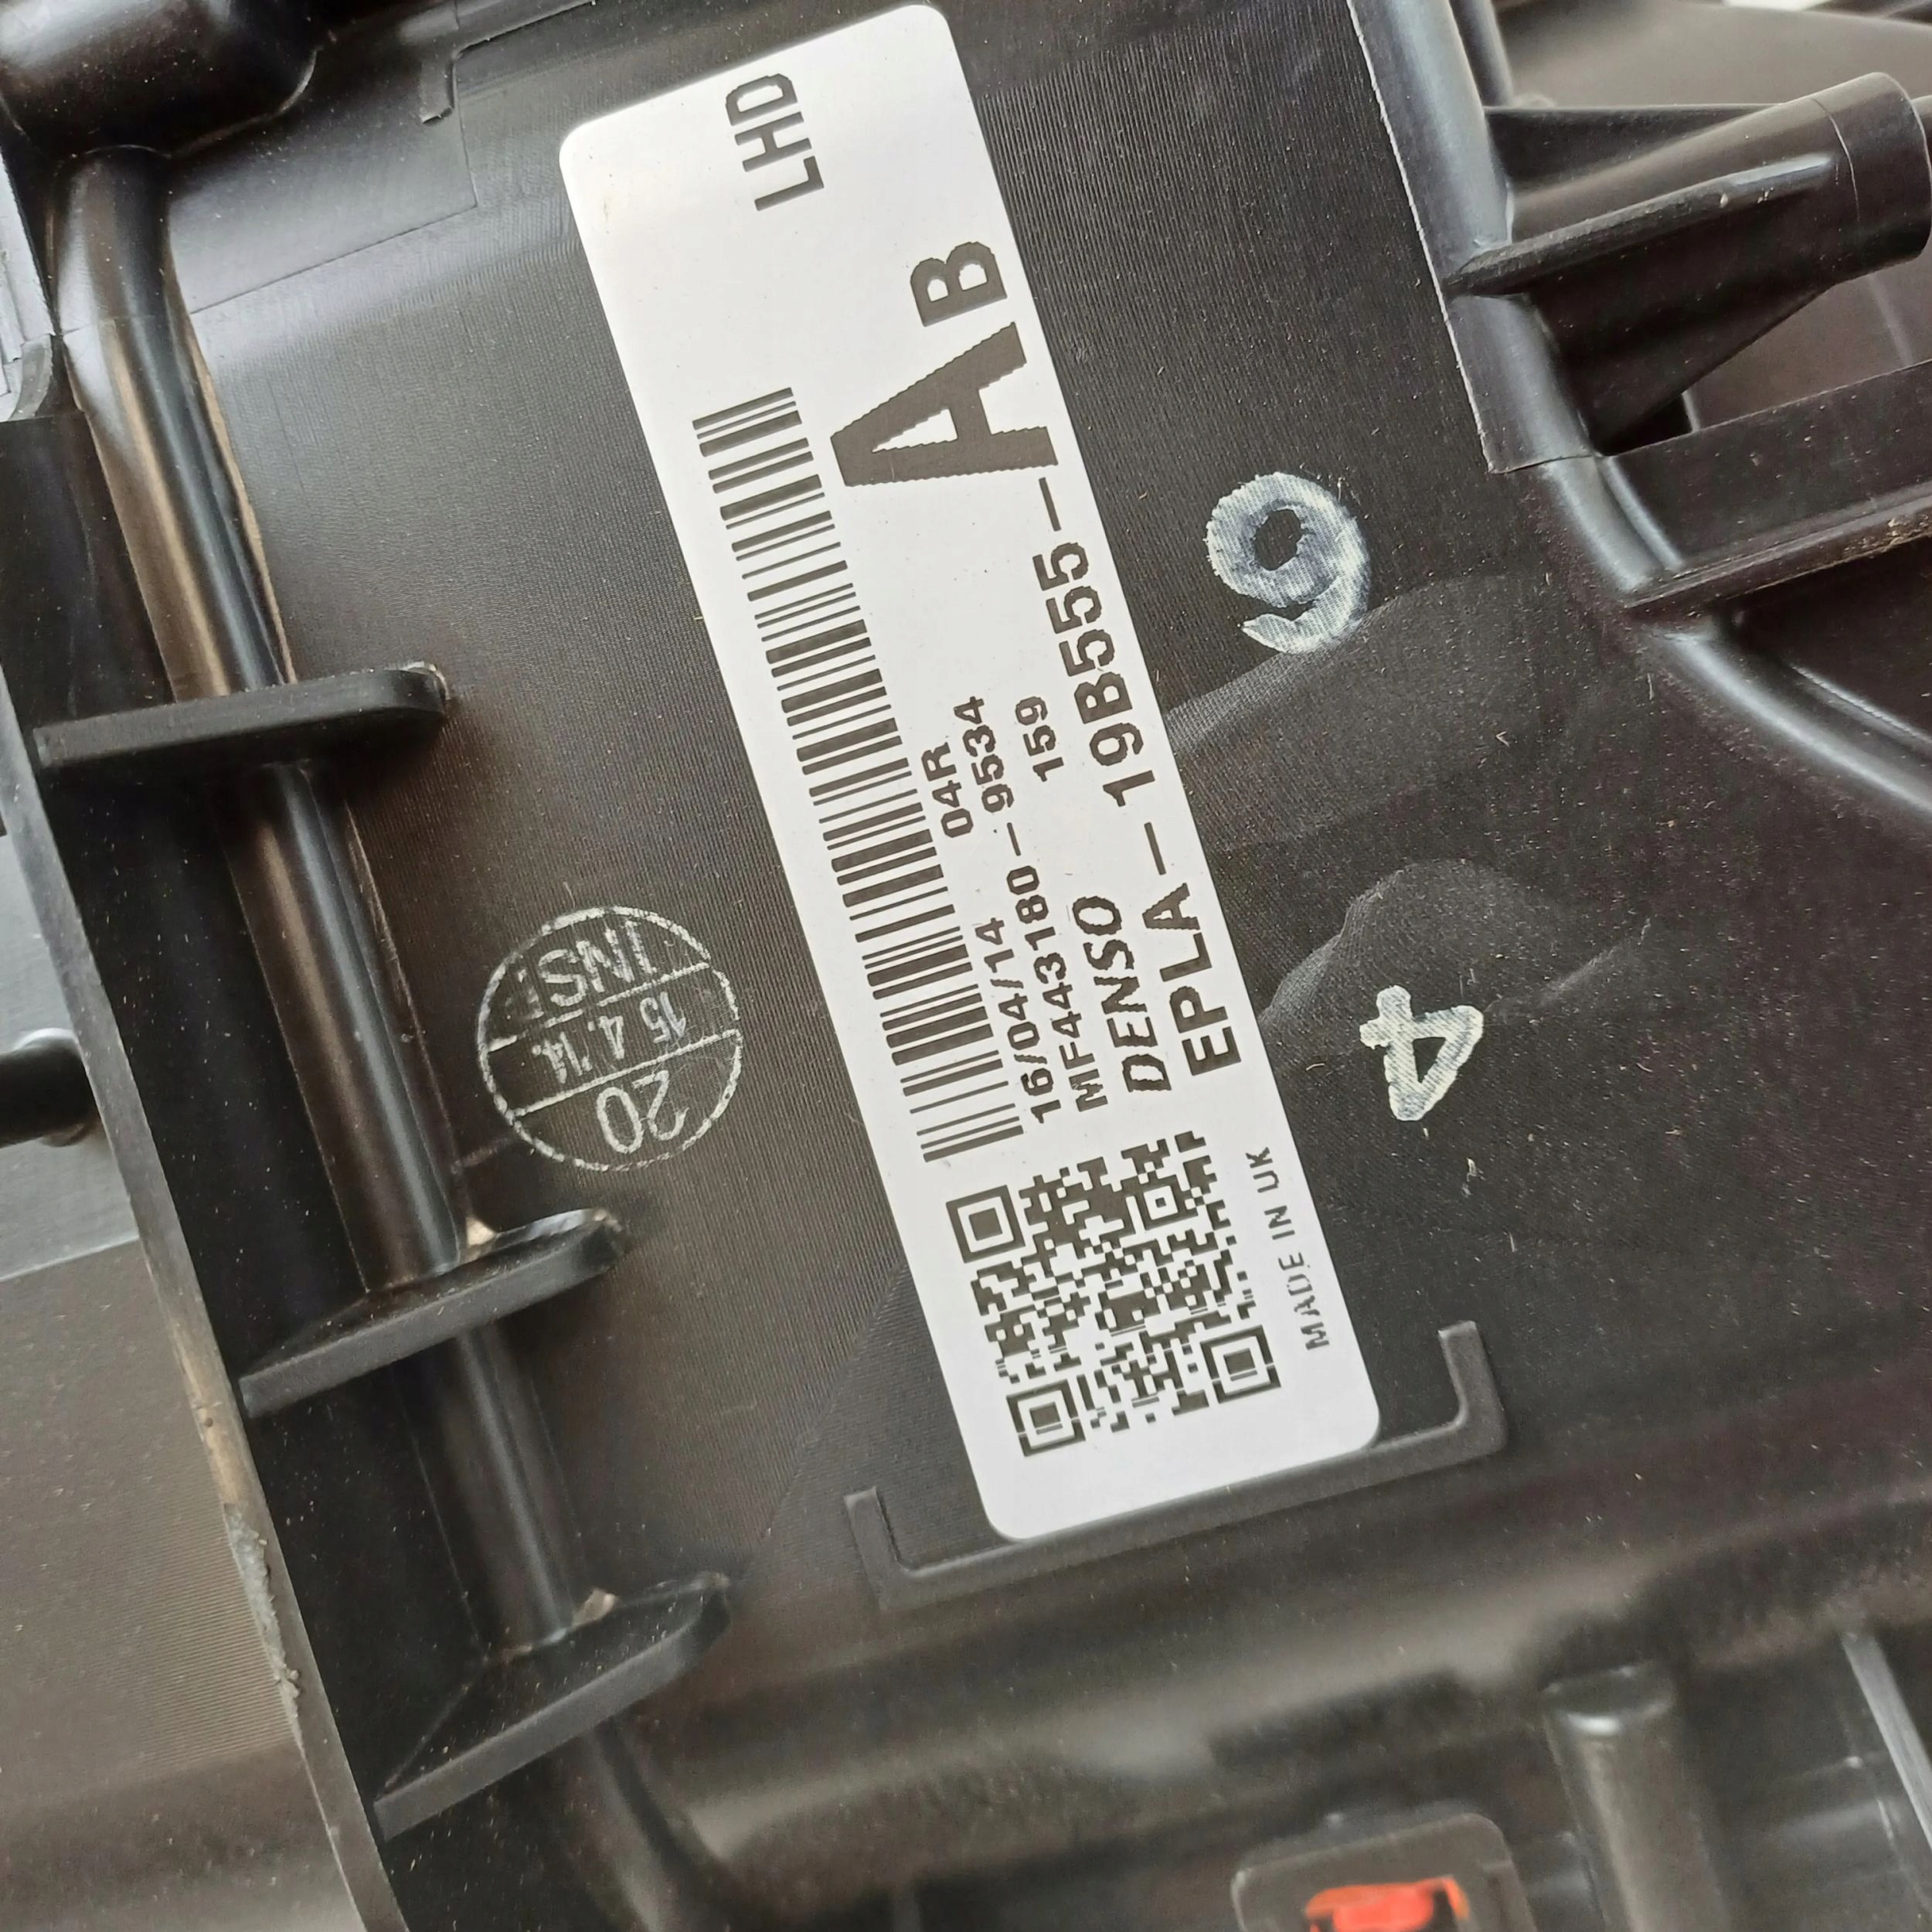 LHD
16/04/14 04R
MF443180-9534
DENSO 159
EPLA-19B555-AB
MADE IN UK
9
4
20
15.4.'14.
INSP